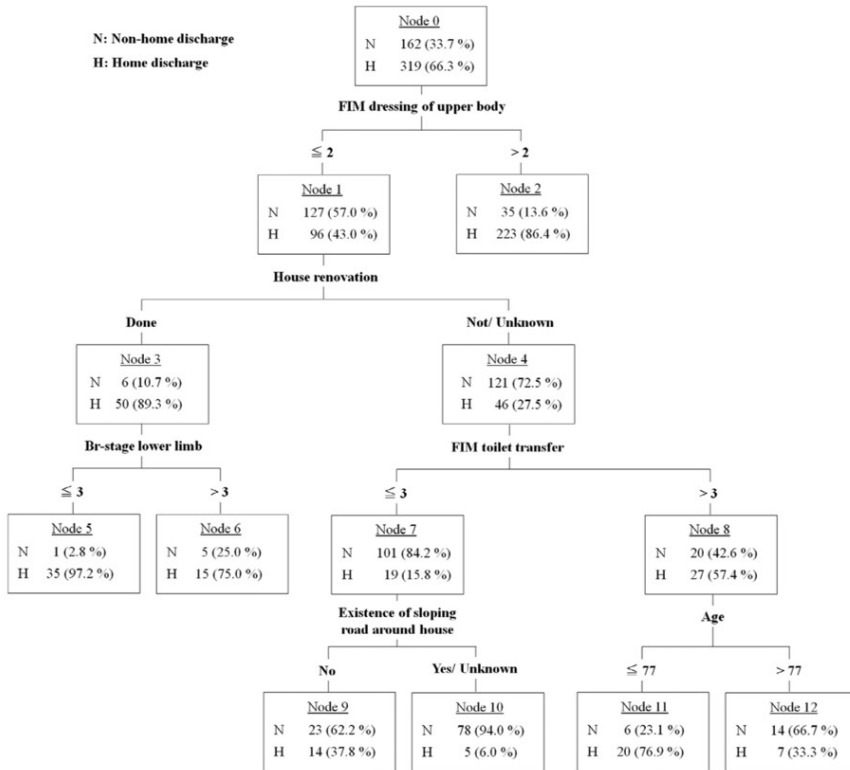 N: Non-home discharge
H: Home discharge
Node 0
N 162 (33.7 %)
H 319 (66.3 %)
FIM dressing of upper body
≦ 2
> 2
Node 1
N 127 (57.0 %)
H 96 (43.0 %)
Node 2
N 35 (13.6 %)
H 223 (86.4 %)
House renovation
Done
Not/ Unknown
Node 3
N 6 (10.7 %)
H 50 (89.3 %)
Node 4
N 121 (72.5 %)
H 46 (27.5 %)
Br-stage lower limb
FIM toilet transfer
≦ 3
> 3
≦ 3
> 3
Node 5
N 1 (2.8 %)
H 35 (97.2 %)
Node 6
N 5 (25.0 %)
H 15 (75.0 %)
Node 7
N 101 (84.2 %)
H 19 (15.8 %)
Node 8
N 20 (42.6 %)
H 27 (57.4 %)
Existence of sloping
road around house
Age
No
Yes/ Unknown
≦ 77
> 77
Node 9
N 23 (62.2 %)
H 14 (37.8 %)
Node 10
N 78 (94.0 %)
H 5 (6.0 %)
Node 11
N 6 (23.1 %)
H 20 (76.9 %)
Node 12
N 14 (66.7 %)
H 7 (33.3 %)